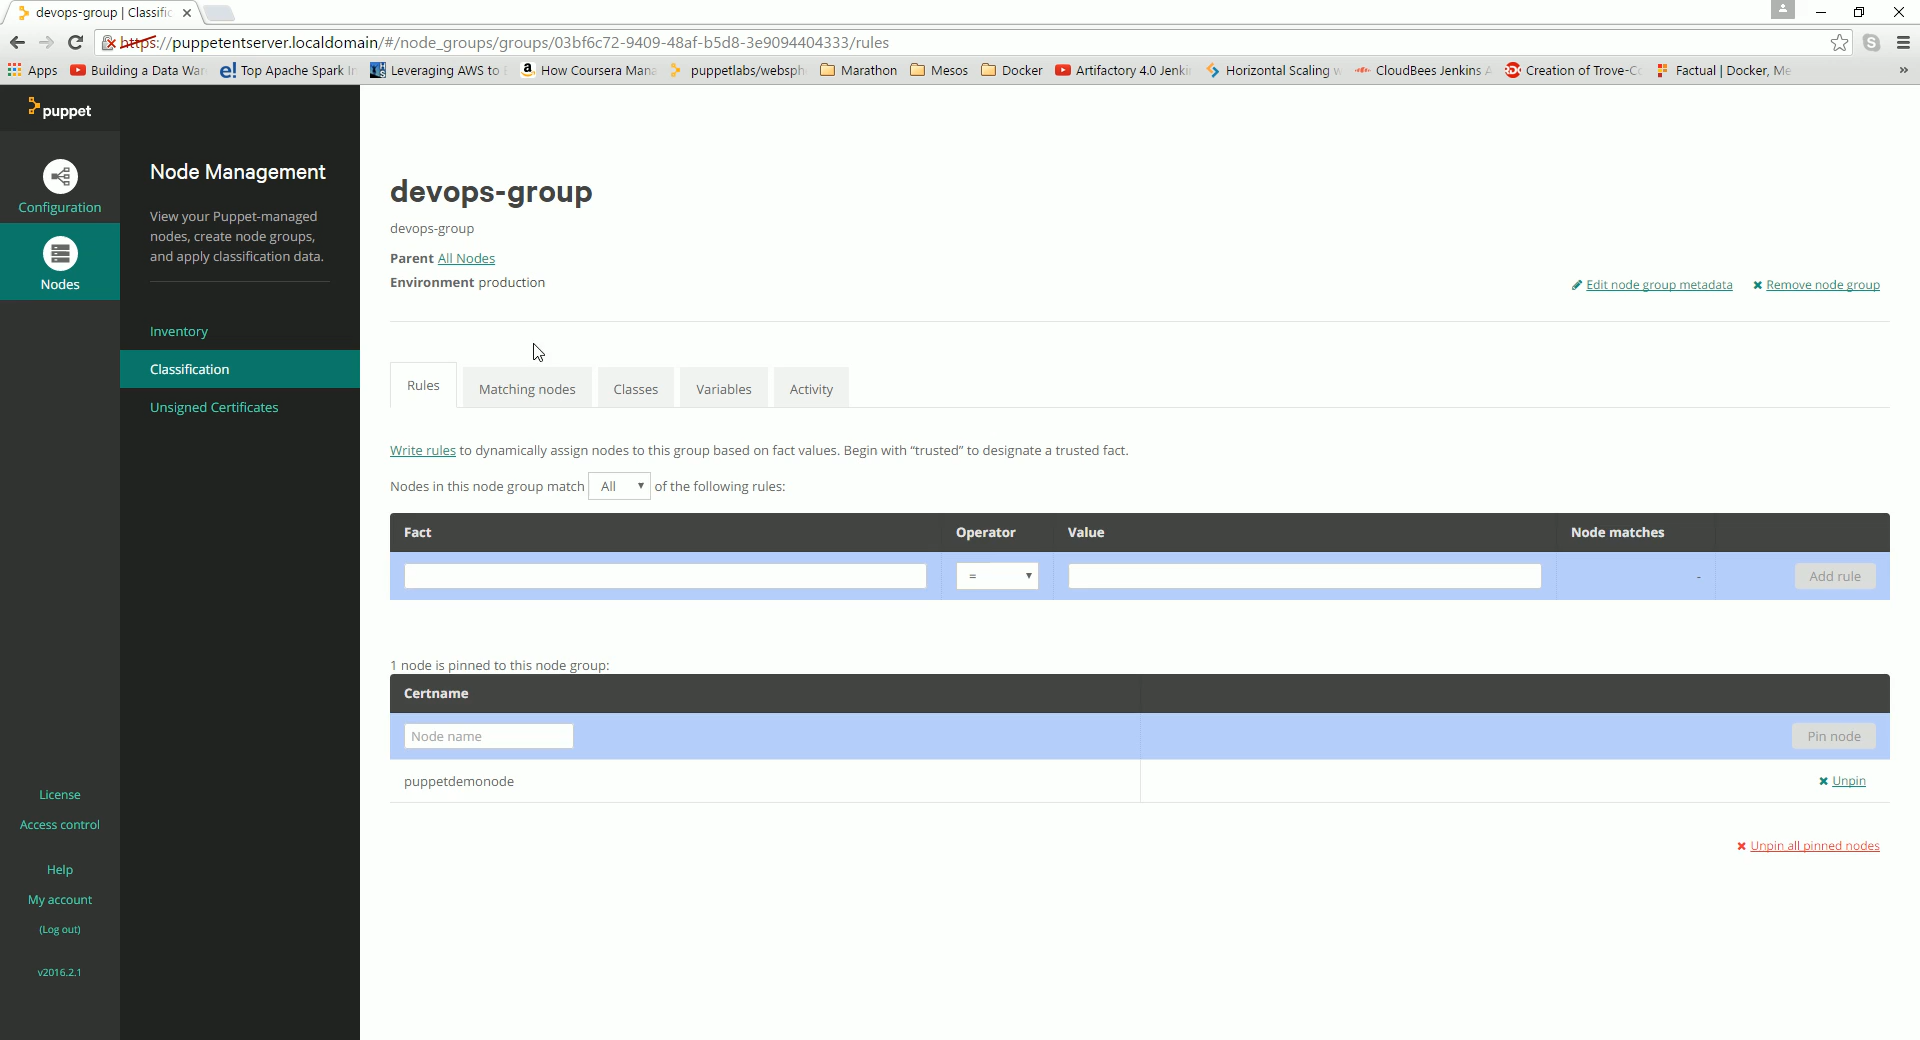 devops-group | Classific
https://puppetentserver.localdomain/#/node_groups/groups/03bf6c72-9409-48af-b5d8-3e9094404333/rules
Apps Building a Data War Top Apache Spark I Leveraging AWS to How Coursera Mana puppetlabs/websph Marathon Mesos Docker Artifactory 4.0 Jenki Horizontal Scaling w CloudBees Jenkins Creation of Trove-C Factual | Docker, Me »
puppet
Configuration
Nodes
License
Access control
Help
My account
(Log out)
v2016.2.1
Node Management
View your Puppet-managed
nodes, create node groups,
and apply classification data.
Inventory
Classification
Unsigned Certificates
devops-group
devops-group
Parent All Nodes
Environment production
Edit node group metadata Remove node group
Rules Matching nodes Classes Variables Activity
Write rules to dynamically assign nodes to this group based on fact values. Begin with “trusted” to designate a trusted fact.
Nodes in this node group match All of the following rules:
Fact Operator Value Node matches
= - Add rule
1 node is pinned to this node group:
Certname
Node name Pin node
puppetdemonode Unpin
Unpin all pinned nodes